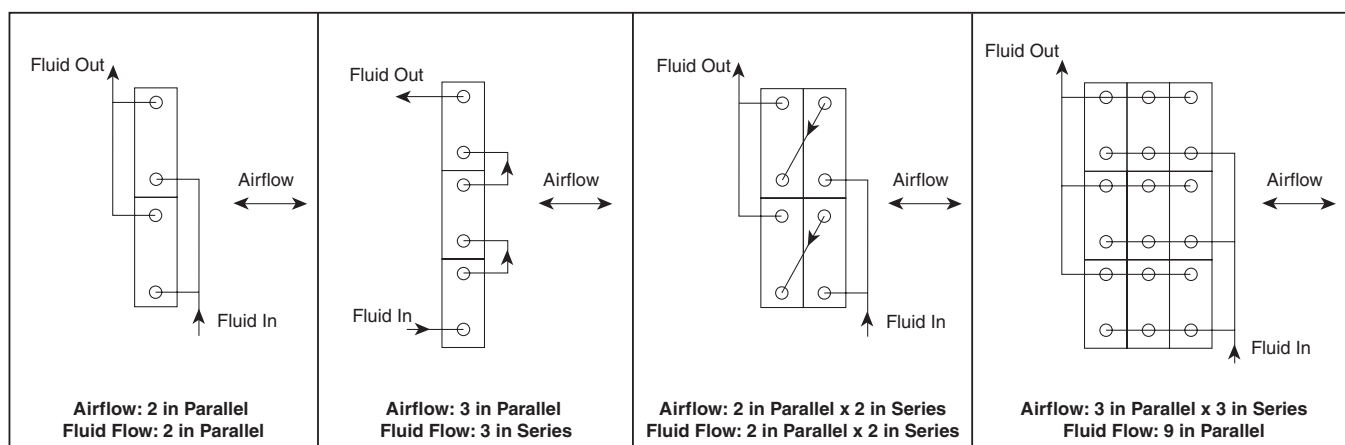 Fluid Out
Airflow
Fluid In
Airflow: 2 in Parallel
Fluid Flow: 2 in Parallel
Fluid Out
Airflow
Fluid In
Airflow: 3 in Parallel
Fluid Flow: 3 in Series
Fluid Out
Airflow
Fluid In
Airflow: 2 in Parallel x 2 in Series
Fluid Flow: 2 in Parallel x 2 in Series
Fluid Out
Airflow
Fluid In
Airflow: 3 in Parallel x 3 in Series
Fluid Flow: 9 in Parallel